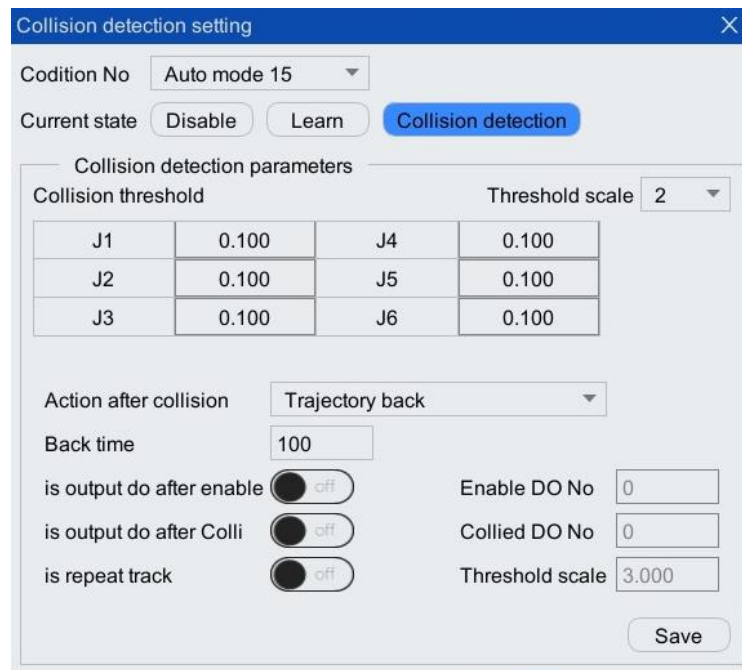 Collision detection setting X
Codition No Auto mode 15
Current state Disable Learn Collision detection
Collision detection parameters
Collision threshold Threshold scale 2
J1 0.100 J4 0.100
J2 0.100 J5 0.100
J3 0.100 J6 0.100
Action after collision Trajectory back
Back time 100
is output do after enable off Enable DO No 0
is output do after Colli off Collied DO No 0
is repeat track off Threshold scale 3.000
Save